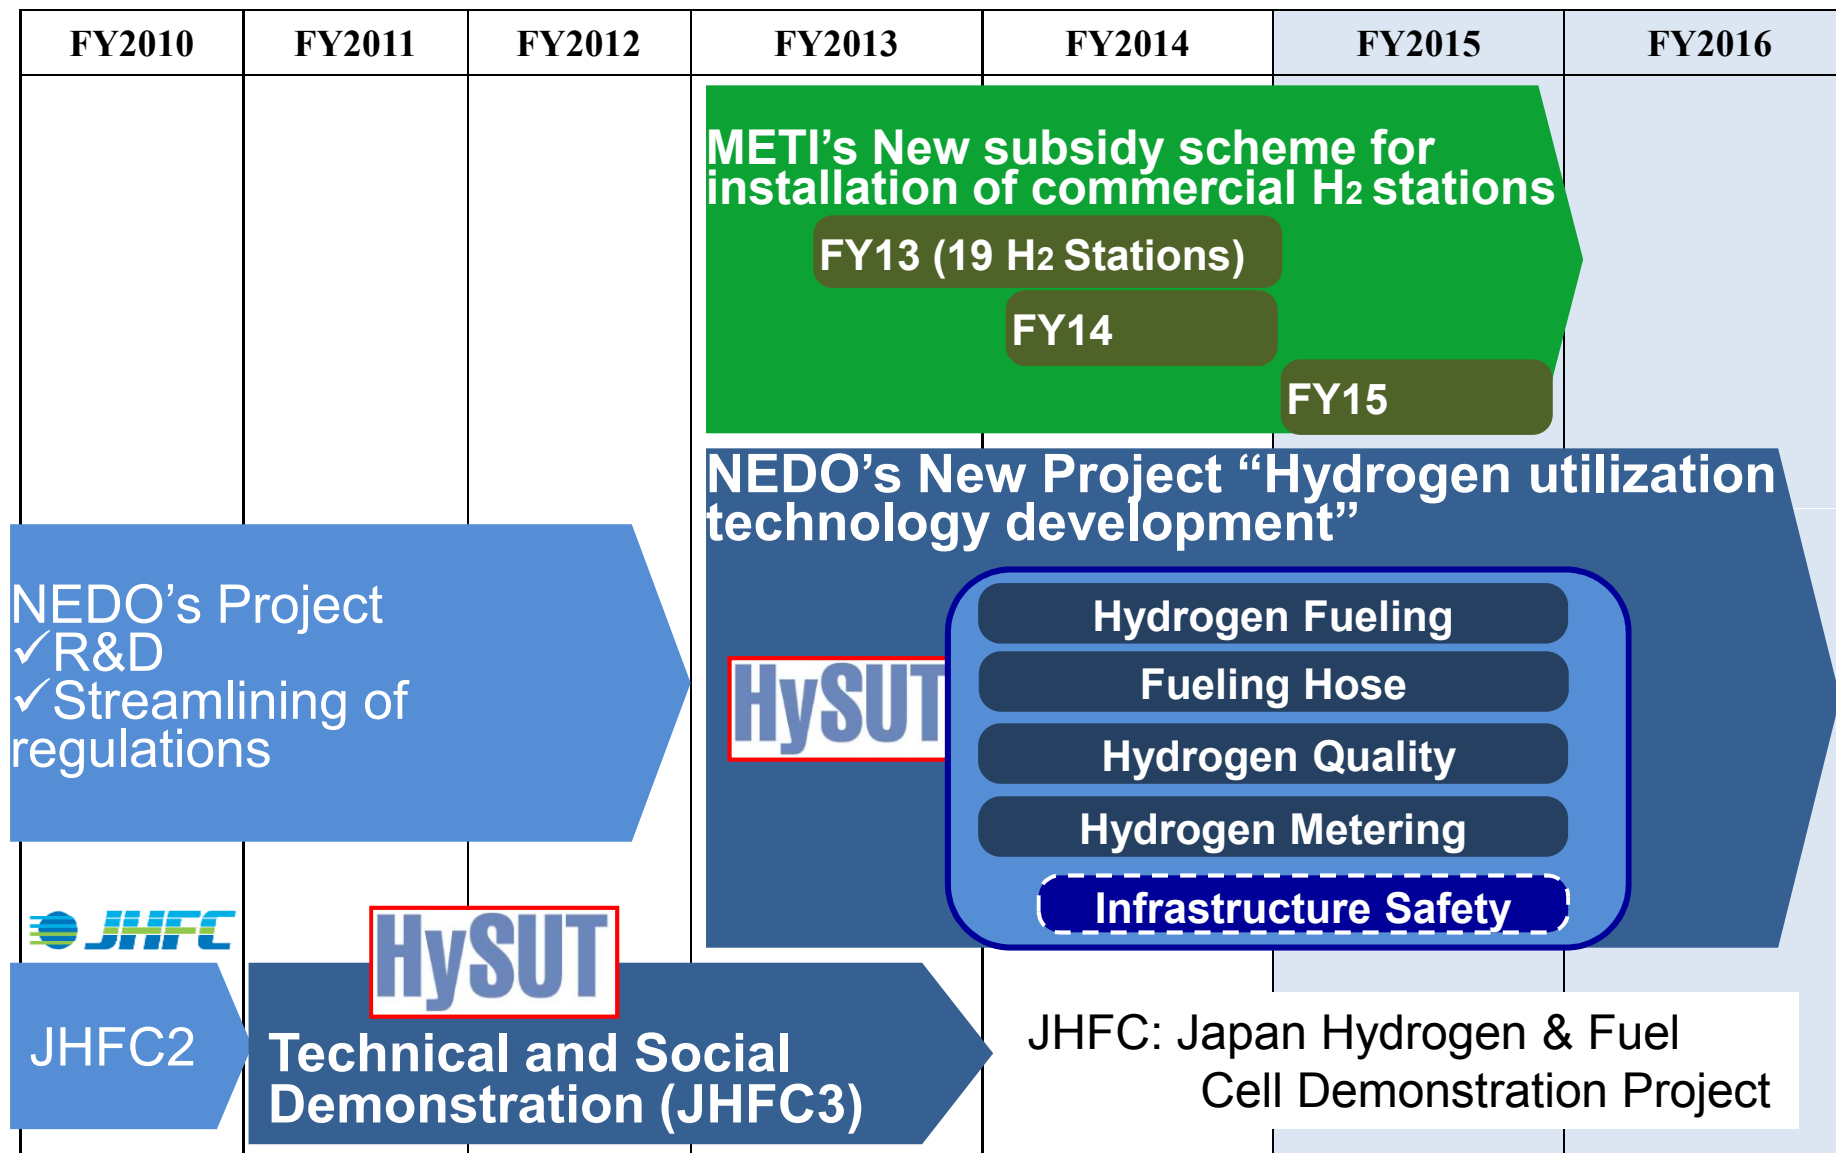 FY2010 FY2011 FY2012 FY2013 FY2014 FY2015 FY2016
METI’s New subsidy scheme for
installation of commercial H2 stations
FY13 (19 H2 Stations)
FY14
FY15
NEDO’s New Project “Hydrogen utilization
technology development”
NEDO’s Project
✓R&D
✓Streamlining of
regulations
HySUT
Hydrogen Fueling
Fueling Hose
Hydrogen Quality
Hydrogen Metering
Infrastructure Safety
JHFC
JHFC2
HySUT
Technical and Social
Demonstration (JHFC3)
JHFC: Japan Hydrogen & Fuel
Cell Demonstration Project